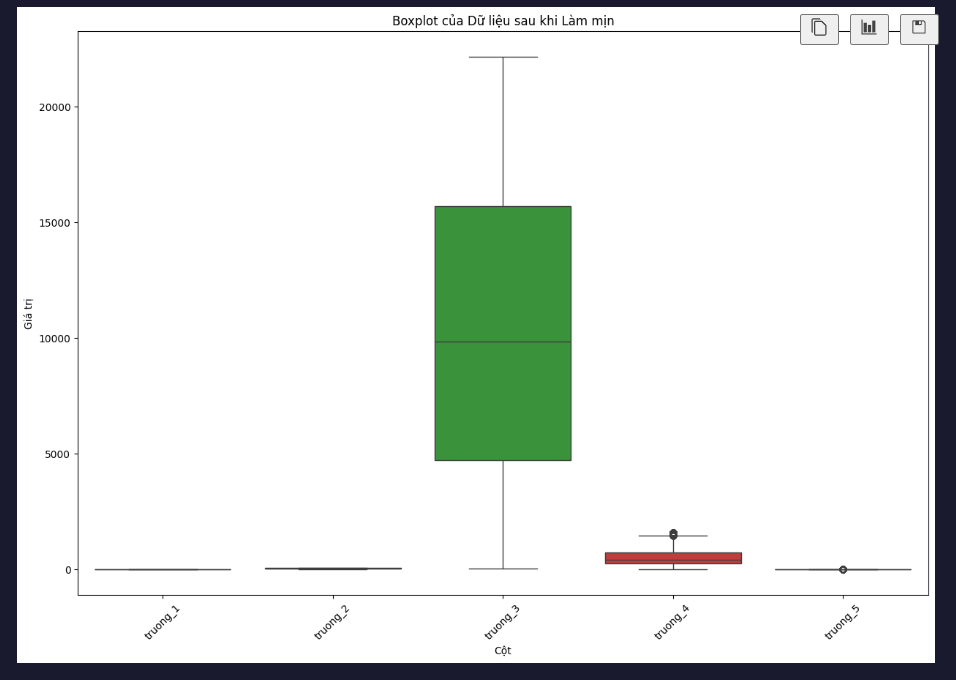 Boxplot của Dữ liệu sau khi Làm mịn
Giá trị
20000
15000
10000
5000
0
truong_1
truong_2
truong_3
truong_4
truong_5
Cột